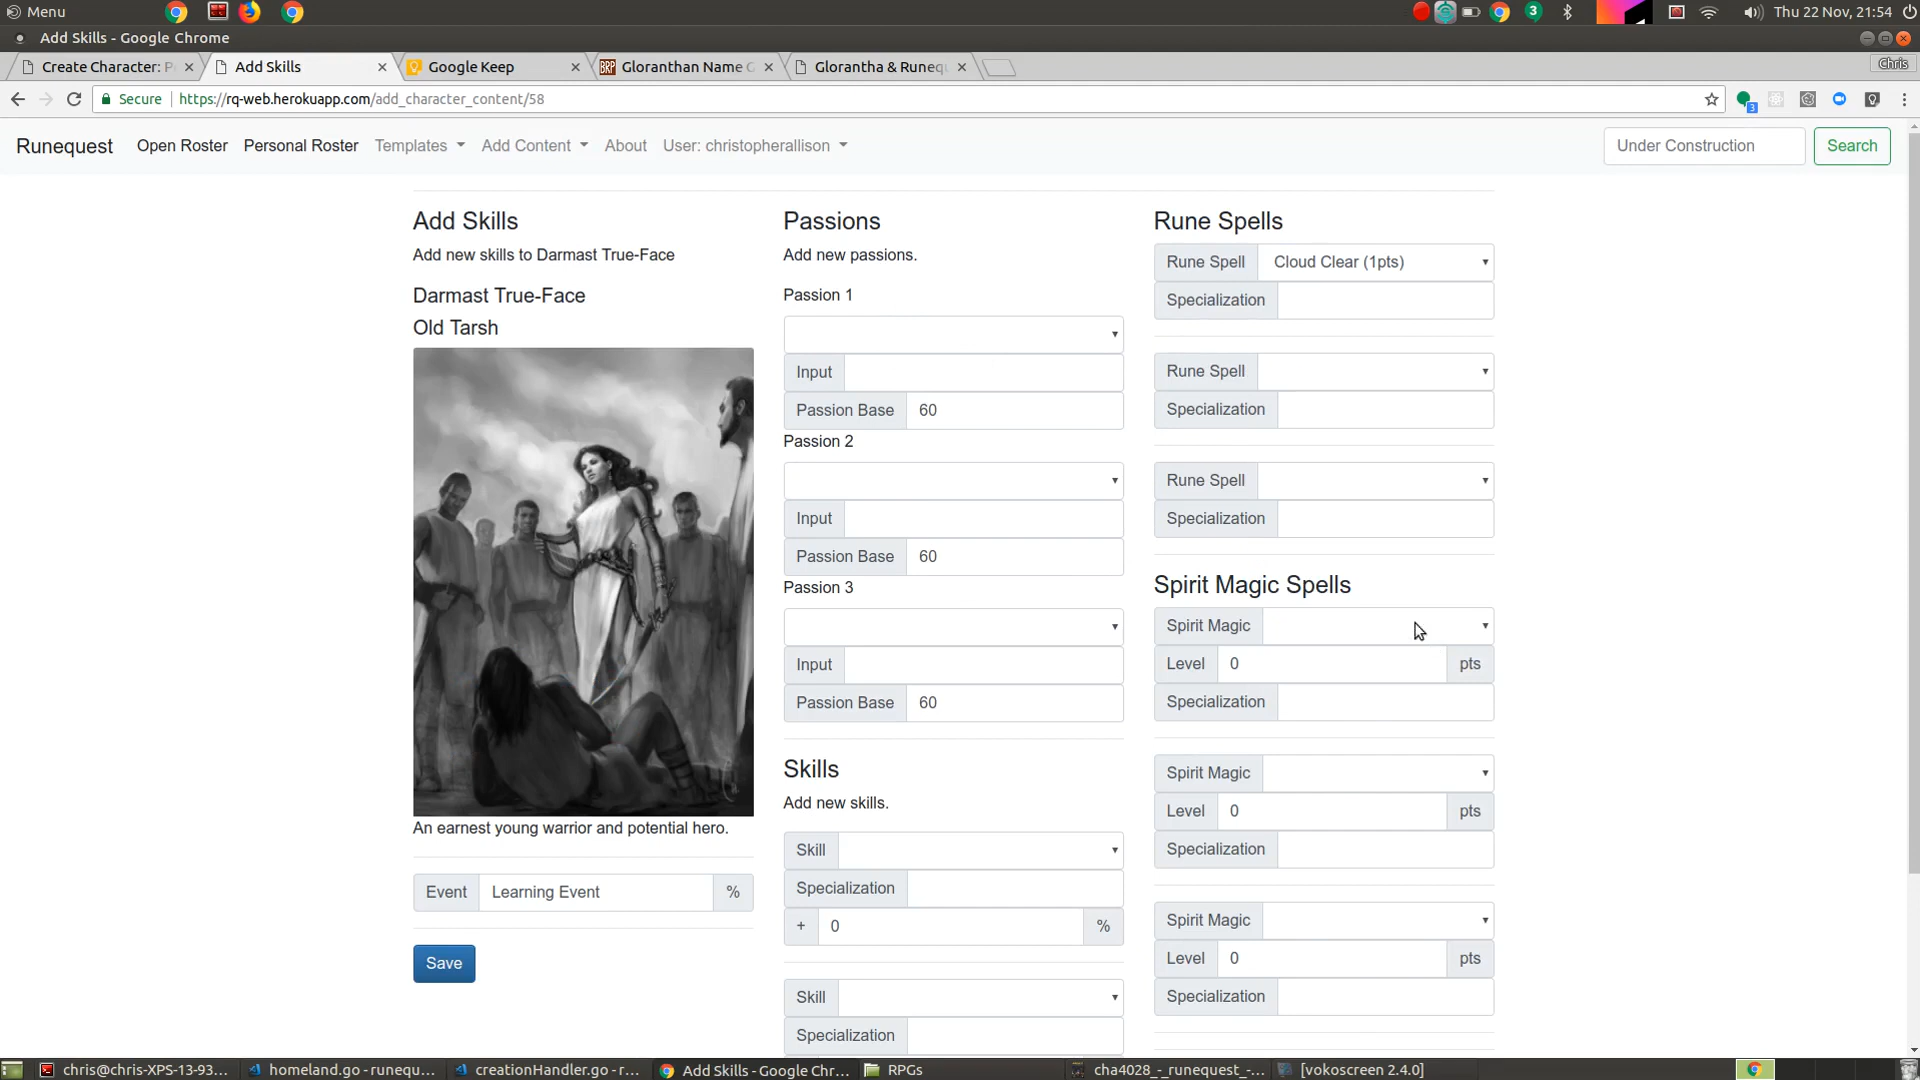 Menu
3
Thu 22 Nov, 21:54
Add Skills - Google Chrome
Create Character: P
Add Skills
Google Keep
BRP
Gloranthan Name G
Glorantha & Runequ
Chris
Secure
https://rq-web.herokuapp.com/add_character_content/58
3
Runequest
Open Roster
Personal Roster
Templates
Add Content
About
User: christopherallison
Under Construction
Search
Add Skills
Add new skills to Darmast True-Face
Darmast True-Face
Old Tarsh
An earnest young warrior and potential hero.
Event
Learning Event
%
Save
Passions
Add new passions.
Passion 1
Input
Passion Base
60
Passion 2
Input
Passion Base
60
Passion 3
Input
Passion Base
60
Skills
Add new skills.
Skill
Specialization
+
0
%
Skill
Specialization
Rune Spells
Rune Spell
Cloud Clear (1pts)
Specialization
Rune Spell
Specialization
Rune Spell
Specialization
Spirit Magic Spells
Spirit Magic
Level
0
pts
Specialization
Spirit Magic
Level
0
pts
Specialization
Spirit Magic
Level
0
pts
Specialization
chris@chris-XPS-13-93...
homeland.go - runequ...
creationHandler.go - r...
Add Skills - Google Chr...
RPGs
cha4028_-_runequest_-...
[vokoscreen 2.4.0]